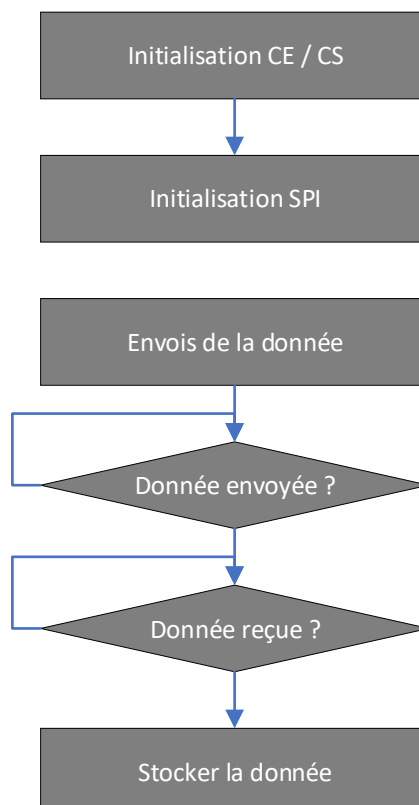 Initialisation CE / CS
Initialisation SPI
Envois de la donnée
Donnée envoyée ?
Donnée reçue ?
Stocker la donnée